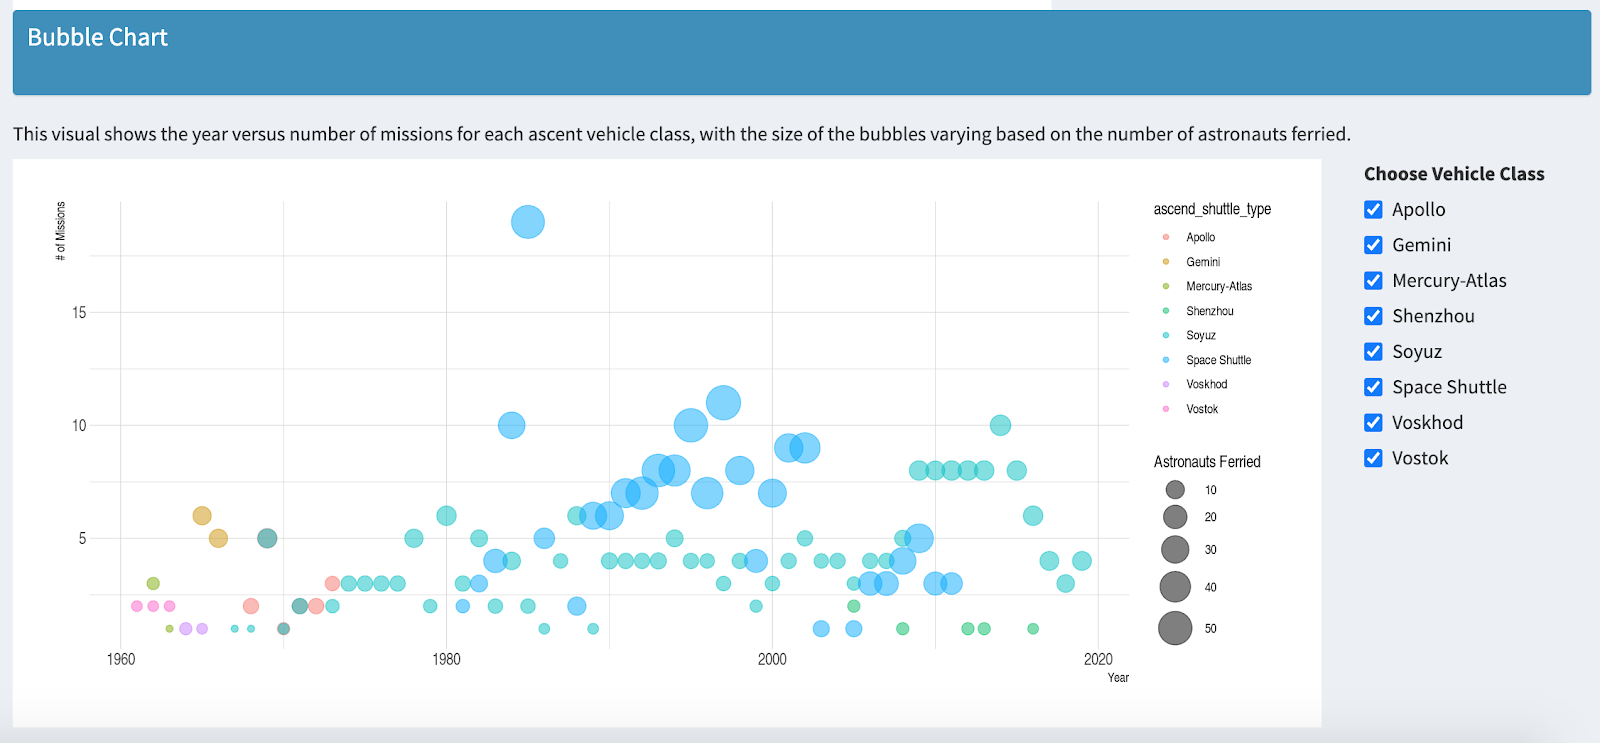 Bubble Chart
This visual shows the year versus number of missions for each ascent vehicle class, with the size of the bubbles varying based on the number of astronauts ferried.
# of Missions
15
10
5
1960
1980
2000
2020
Year
ascend_shuttle_type
Apollo
Gemini
Mercury-Atlas
Shenzhou
Soyuz
Space Shuttle
Voskhod
Vostok
Astronauts Ferried
10
20
30
40
50
Choose Vehicle Class
Apollo
Gemini
Mercury-Atlas
Shenzhou
Soyuz
Space Shuttle
Voskhod
Vostok